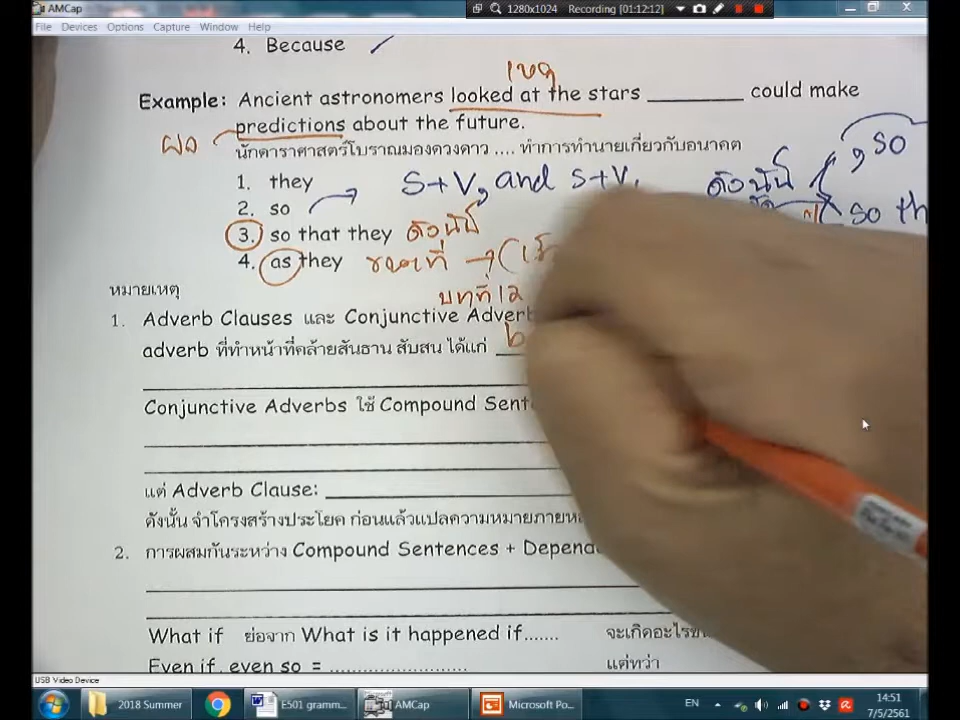 AMCap
1280x1024 Recording [01:12:12]
File Devices Options Capture Window Help
4. Because
เหตุ
Example: Ancient astronomers looked at the stars ________ could make
predictions about the future.
ผล
นักดาราศาสตร์โบราณมองดวงดาว .... ทำการทำนายเกี่ยวกับอนาคต
, so
1. they
S+V, and S+V,
ดังนั้น
2. so
so th
3. so that they ดังนั้น
4. as they ขณะที่
หมายเหตุ
บทที่ 12
1. Adverb Clauses และ Conjunctive Adver
adverb ที่ทำหน้าที่คล้ายสันธาน สับสน ได้แก่ b
Conjunctive Adverbs ใช้ Compound Sent
แต่ Adverb Clause: ____________
ดังนั้น จำโครงสร้างประโยค ก่อนแล้วแปลความหมายภายห
2. การผสมกันระหว่าง Compound Sentences + Depend
What if ย่อจาก What is it happened if....... จะเกิดอะไรขึ
Even if, even so = ........................ แต่ทว่า
USB Video Device
2018 Summer E501 gramm... AMCap Microsoft Po... EN 14:51
7/5/2561